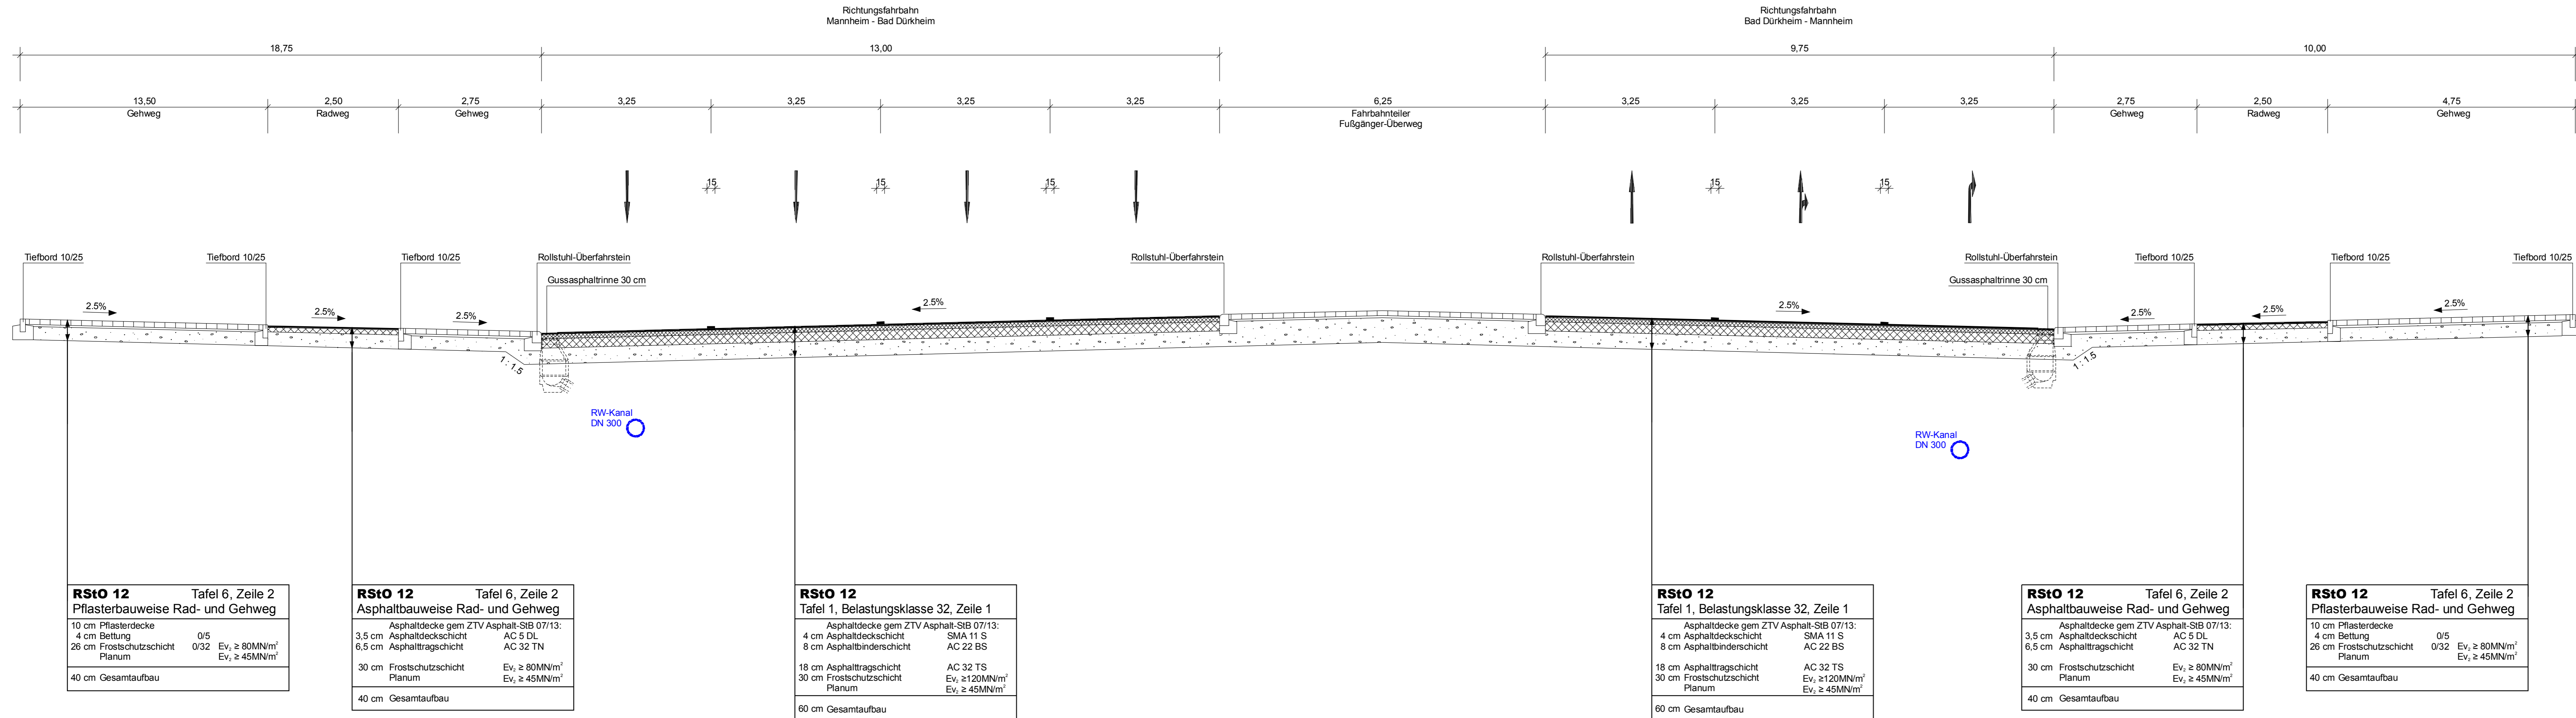 Richtungsfahrbahn
Mannheim - Bad Dürkheim
Richtungsfahrbahn
Bad Dürkheim - Mannheim
18,75
13,00
9,75
10,00
13,50
Gehweg
2,50
Radweg
2,75
Gehweg
3,25
3,25
3,25
3,25
6,25
Fahrbahnteiler
Fußgänger-Überweg
3,25
3,25
3,25
2,75
Gehweg
2,50
Radweg
4,75
Gehweg
15
15
15
15
15
Tiefbord 10/25
Tiefbord 10/25
Tiefbord 10/25
Rollstuhl-Überfahrstein
Gussasphaltrinne 30 cm
Rollstuhl-Überfahrstein
Rollstuhl-Überfahrstein
Rollstuhl-Überfahrstein
Gussasphaltrinne 30 cm
Tiefbord 10/25
Tiefbord 10/25
Tiefbord 10/25
2.5%
2.5%
2.5%
2.5%
2.5%
2.5%
2.5%
2.5%
1 : 1.5
1 : 1.5
RW-Kanal
DN 300
RW-Kanal
DN 300
RStO 12 Tafel 6, Zeile 2
Pflasterbauweise Rad- und Gehweg
10 cm Pflasterdecke
4 cm Bettung 0/5
26 cm Frostschutzschicht 0/32 Ev₂ ≥ 80MN/m²
Planum Ev₂ ≥ 45MN/m²
40 cm Gesamtaufbau
RStO 12 Tafel 6, Zeile 2
Asphaltbauweise Rad- und Gehweg
Asphaltdecke gem ZTV Asphalt-StB 07/13:
3,5 cm Asphaltdeckschicht AC 5 DL
6,5 cm Asphalttragschicht AC 32 TN
30 cm Frostschutzschicht Ev₂ ≥ 80MN/m²
Planum Ev₂ ≥ 45MN/m²
40 cm Gesamtaufbau
RStO 12
Tafel 1, Belastungsklasse 32, Zeile 1
Asphaltdecke gem ZTV Asphalt-StB 07/13:
4 cm Asphaltdeckschicht SMA 11 S
8 cm Asphaltbinderschicht AC 22 BS
18 cm Asphalttragschicht AC 32 TS
30 cm Frostschutzschicht Ev₂ ≥120MN/m²
Planum Ev₂ ≥ 45MN/m²
60 cm Gesamtaufbau
RStO 12
Tafel 1, Belastungsklasse 32, Zeile 1
Asphaltdecke gem ZTV Asphalt-StB 07/13:
4 cm Asphaltdeckschicht SMA 11 S
8 cm Asphaltbinderschicht AC 22 BS
18 cm Asphalttragschicht AC 32 TS
30 cm Frostschutzschicht Ev₂ ≥120MN/m²
Planum Ev₂ ≥ 45MN/m²
60 cm Gesamtaufbau
RStO 12 Tafel 6, Zeile 2
Asphaltbauweise Rad- und Gehweg
Asphaltdecke gem ZTV Asphalt-StB 07/13:
3,5 cm Asphaltdeckschicht AC 5 DL
6,5 cm Asphalttragschicht AC 32 TN
30 cm Frostschutzschicht Ev₂ ≥ 80MN/m²
Planum Ev₂ ≥ 45MN/m²
40 cm Gesamtaufbau
RStO 12 Tafel 6, Zeile 2
Pflasterbauweise Rad- und Gehweg
10 cm Pflasterdecke
4 cm Bettung 0/5
26 cm Frostschutzschicht 0/32 Ev₂ ≥ 80MN/m²
Planum Ev₂ ≥ 45MN/m²
40 cm Gesamtaufbau